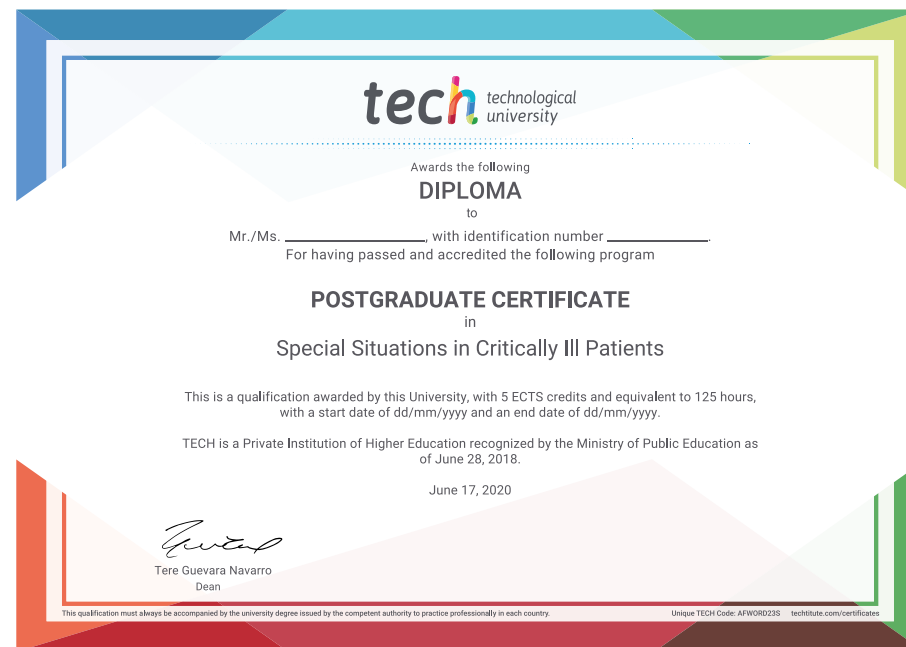 tech technological
university
Awards the following
DIPLOMA
to
Mr./Ms. ____________________, with identification number ______________.
For having passed and accredited the following program
POSTGRADUATE CERTIFICATE
in
Special Situations in Critically Ill Patients
This is a qualification awarded by this University, with 5 ECTS credits and equivalent to 125 hours,
with a start date of dd/mm/yyyy and an end date of dd/mm/yyyy.
TECH is a Private Institution of Higher Education recognized by the Ministry of Public Education as
of June 28, 2018.
June 17, 2020
Tere Guevara Navarro
Dean
This qualification must always be accompanied by the university degree issued by the competent authority to practice professionally in each country. Unique TECH Code: AFWORD23S techtitute.com/certificates